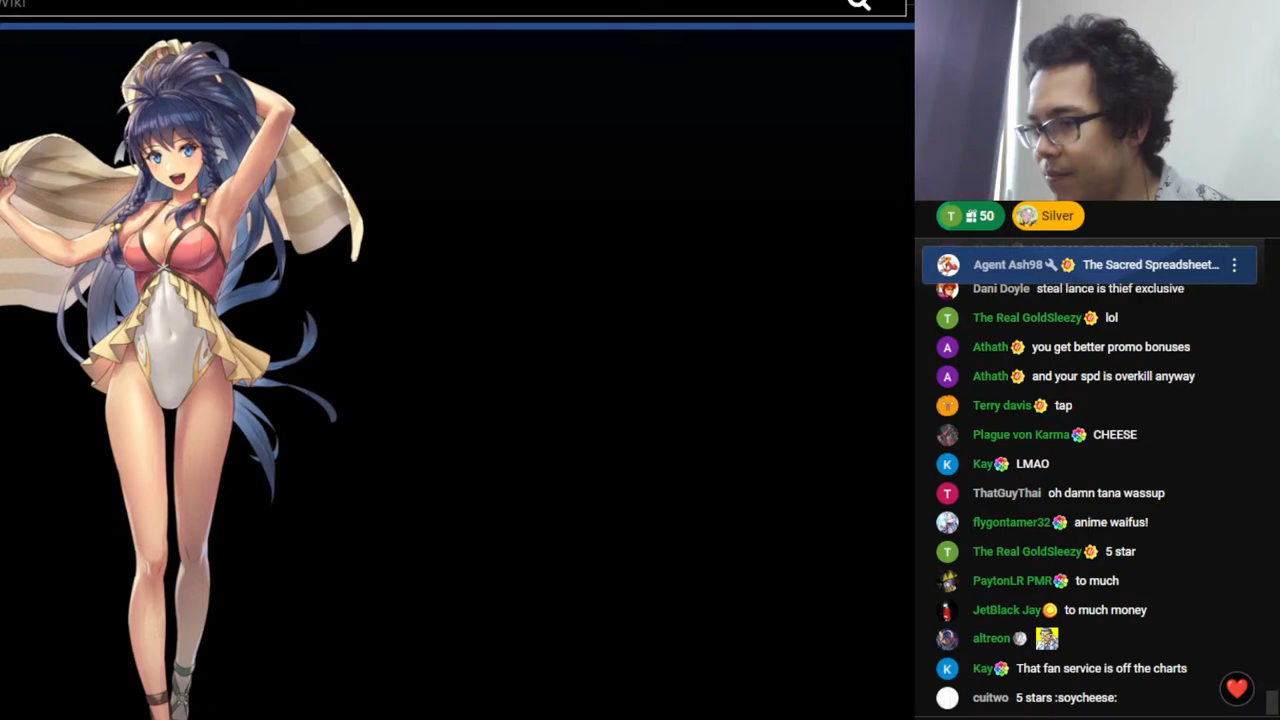 Wiki
T 50 Silver
Agent Ash98 The Sacred Spreadsheet...
Dani Doyle steal lance is thief exclusive
T The Real GoldSleezy lol
A Athath you get better promo bonuses
A Athath and your spd is overkill anyway
Terry davis tap
Plague von Karma CHEESE
K Kay LMAO
T ThatGuyThai oh damn tana wassup
flygontamer32 anime waifus!
T The Real GoldSleezy 5 star
PaytonLR PMR to much
JetBlack Jay to much money
altreon
K Kay That fan service is off the charts
cuitwo 5 stars :soycheese: